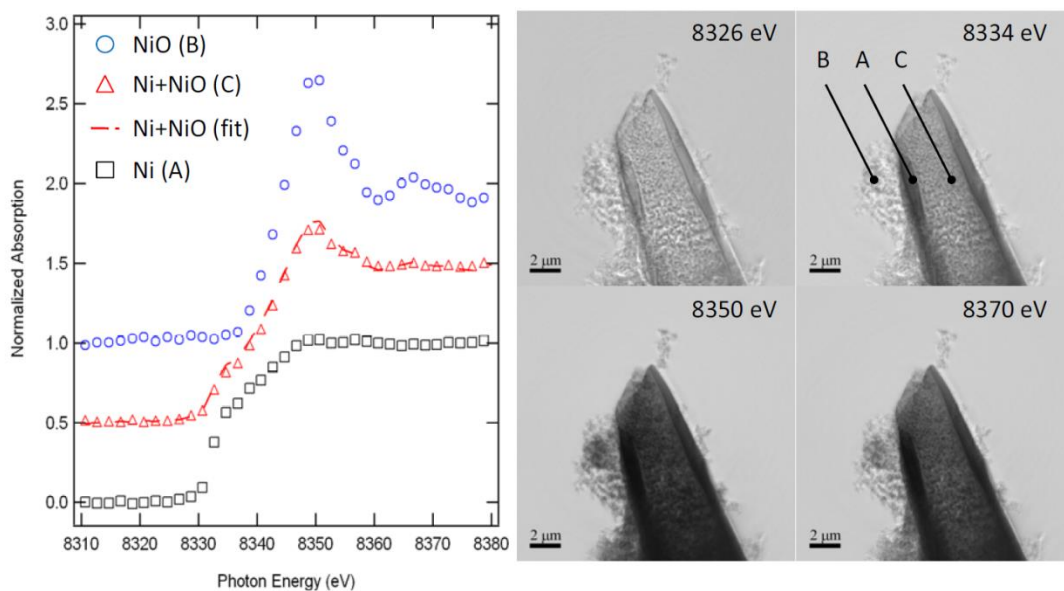 Normalized Absorption
3.0
2.5
2.0
1.5
1.0
0.5
0.0
NiO (B)
Ni+NiO (C)
Ni+NiO (fit)
Ni (A)
8310 8320 8330 8340 8350 8360 8370 8380
Photon Energy (eV)
8326 eV
2 μm
8334 eV
B A C
2 μm
8350 eV
2 μm
8370 eV
2 μm